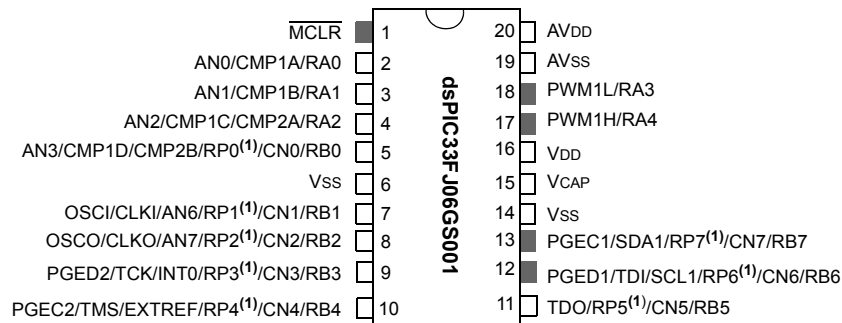 MCLR 1
AN0/CMP1A/RA0 2
AN1/CMP1B/RA1 3
AN2/CMP1C/CMP2A/RA2 4
AN3/CMP1D/CMP2B/RP0(1)/CN0/RB0 5
VSS 6
OSCI/CLKI/AN6/RP1(1)/CN1/RB1 7
OSCO/CLKO/AN7/RP2(1)/CN2/RB2 8
PGED2/TCK/INT0/RP3(1)/CN3/RB3 9
PGEC2/TMS/EXTREF/RP4(1)/CN4/RB4 10
dsPIC33FJ06GS001
20 AVDD
19 AVSS
18 PWM1L/RA3
17 PWM1H/RA4
16 VDD
15 VCAP
14 VSS
13 PGEC1/SDA1/RP7(1)/CN7/RB7
12 PGED1/TDI/SCL1/RP6(1)/CN6/RB6
11 TDO/RP5(1)/CN5/RB5